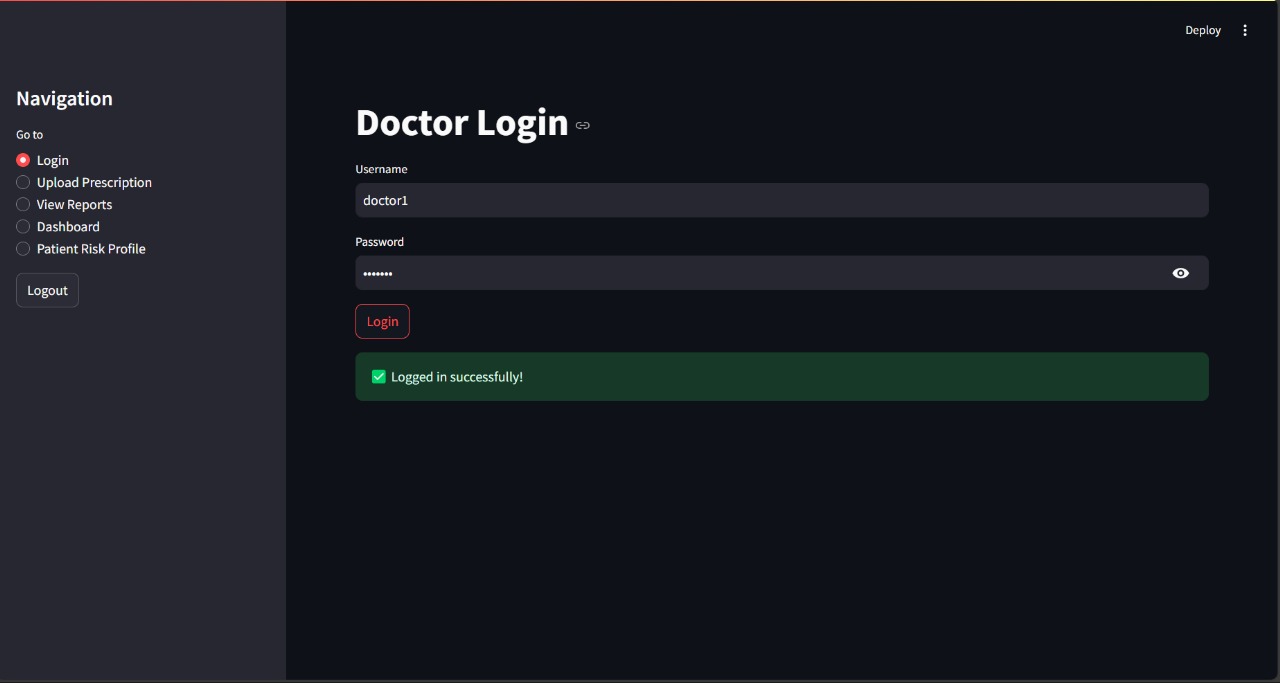 Deploy
Navigation
Go to
Login
Upload Prescription
View Reports
Dashboard
Patient Risk Profile
Logout
Doctor Login
Username
doctor1
Password
•••••••
Login
✅ Logged in successfully!